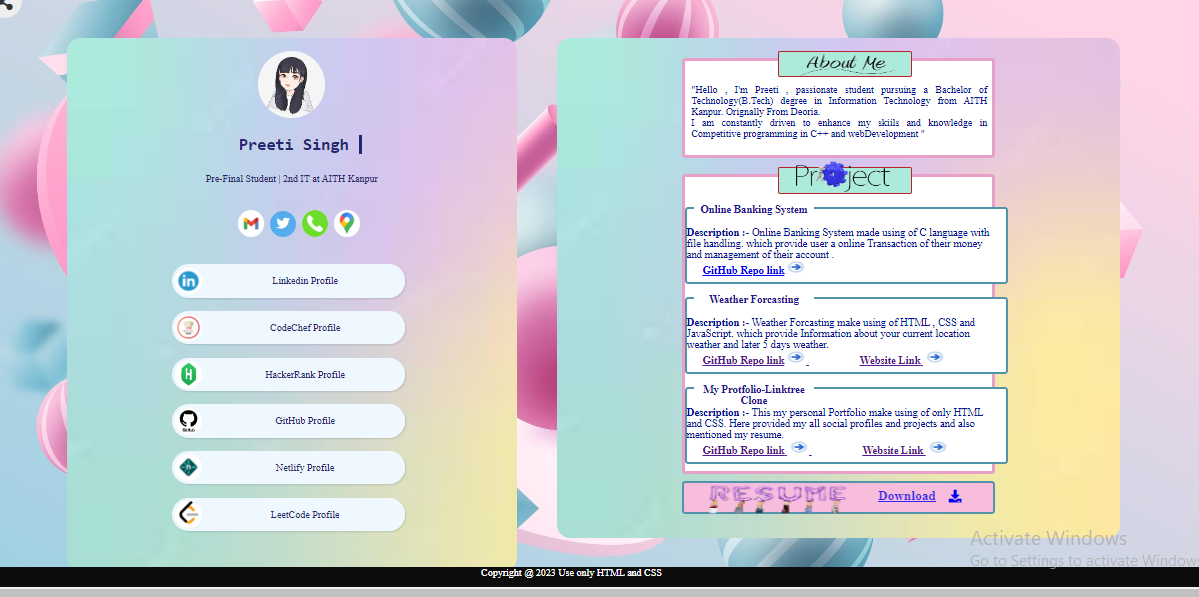 Preeti Singh
Pre-Final Student | 2nd IT at AITH Kanpur
Linkedin Profile
CodeChef Profile
HackerRank Profile
GitHub Profile
Netlify Profile
LeetCode Profile
About Me
"Hello , I'm Preeti , passionate student pursuing a Bachelor of
Technology(B.Tech) degree in Information Technology from AITH
Kanpur. Orignally From Deoria.
I am constantly driven to enhance my skiils and knowledge in
Competitive programming in C++ and webDevelopment "
Project
Online Banking System
Description :- Online Banking System made using of C language with
file handling. which provide user a online Transaction of their money
and management of their account .
GitHub Repo link
Weather Forcasting
Description :- Weather Forcasting make using of HTML , CSS and
JavaScript. which provide Information about your current location
weather and later 5 days weather.
GitHub Repo link Website Link
My Protfolio-Linktree
Clone
Description :- This my personal Portfolio make using of only HTML
and CSS. Here provided my all social profiles and projects and also
mentioned my resume.
GitHub Repo link Website Link
RESUME Download
Activate Windows
Go to Settings to activate Windows
Copyright @ 2023 Use only HTML and CSS